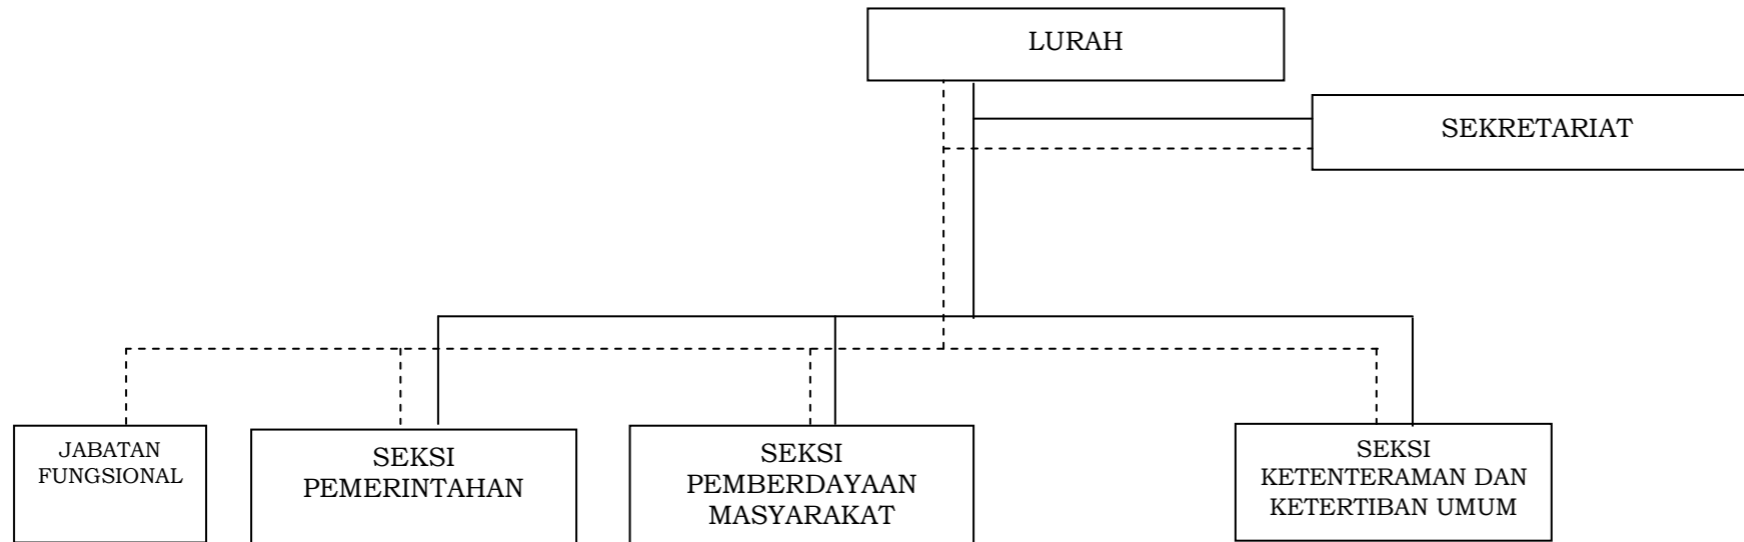 LURAH
SEKRETARIAT
JABATAN
FUNGSIONAL
SEKSI
PEMERINTAHAN
SEKSI
PEMBERDAYAAN
MASYARAKAT
SEKSI
KETENTERAMAN DAN
KETERTIBAN UMUM